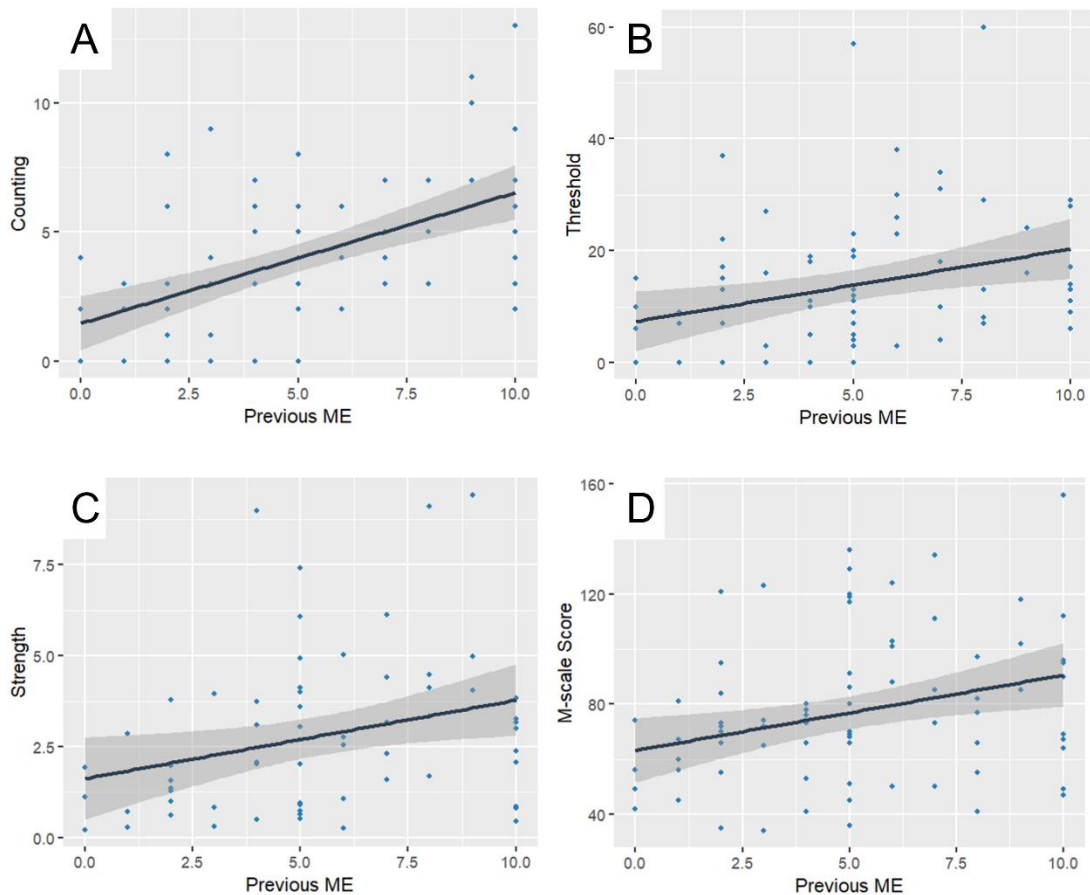 A
10
5
0
Counting
0.0 2.5 5.0 7.5 10.0
Previous ME
B
60
40
20
0
Threshold
0.0 2.5 5.0 7.5 10.0
Previous ME
C
7.5
5.0
2.5
0.0
Strength
0.0 2.5 5.0 7.5 10.0
Previous ME
D
160
120
80
40
M-scale Score
0.0 2.5 5.0 7.5 10.0
Previous ME